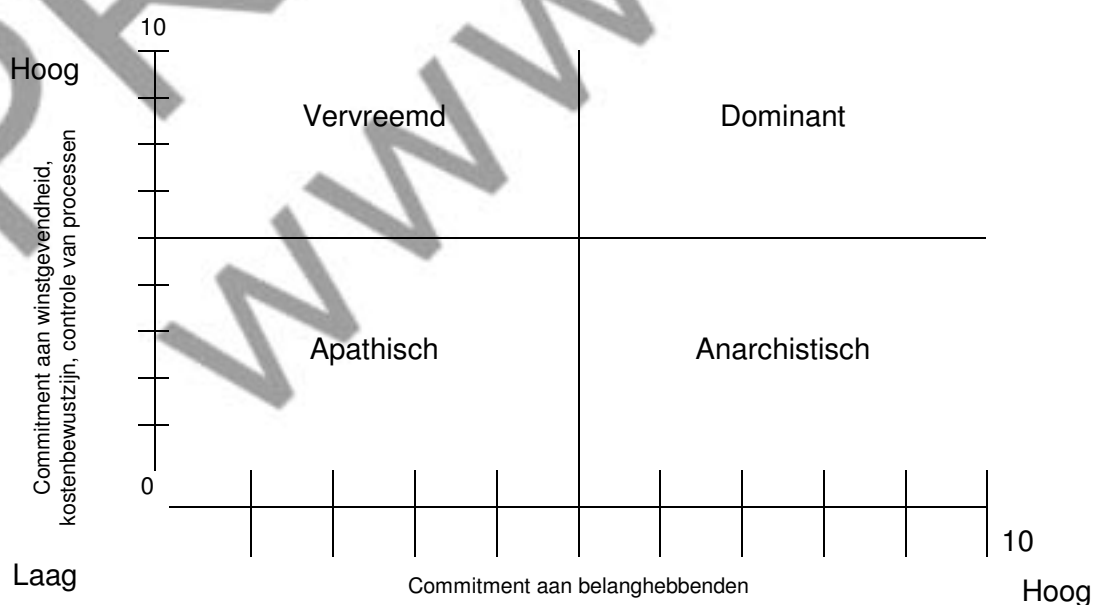 10
Hoog
Vervreemd
Dominant
Commitment aan winstgevendheid,
kostenbewustzijn, controle van processen
Apathisch
Anarchistisch
0
10
Laag
Commitment aan belanghebbenden
Hoog
www